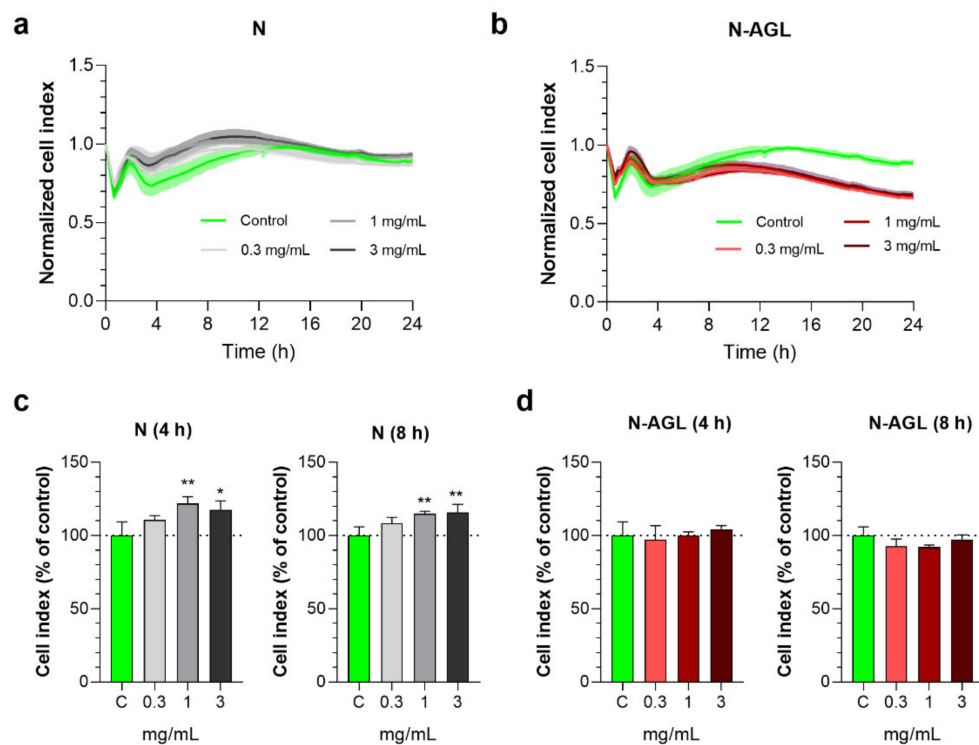 a
N
Normalized cell index
1.5
1.0
0.5
0.0
Control
1 mg/mL
0.3 mg/mL
3 mg/mL
0 4 8 12 16 20 24
Time (h)
b
N-AGL
Normalized cell index
1.5
1.0
0.5
0.0
Control
1 mg/mL
0.3 mg/mL
3 mg/mL
0 4 8 12 16 20 24
Time (h)
c
N (4 h)
Cell index (% of control)
150
100
50
0
** *
C 0.3 1 3
mg/mL
N (8 h)
Cell index (% of control)
150
100
50
0
** **
C 0.3 1 3
mg/mL
d
N-AGL (4 h)
Cell index (% of control)
150
100
50
0
C 0.3 1 3
mg/mL
N-AGL (8 h)
Cell index (% of control)
150
100
50
0
C 0.3 1 3
mg/mL